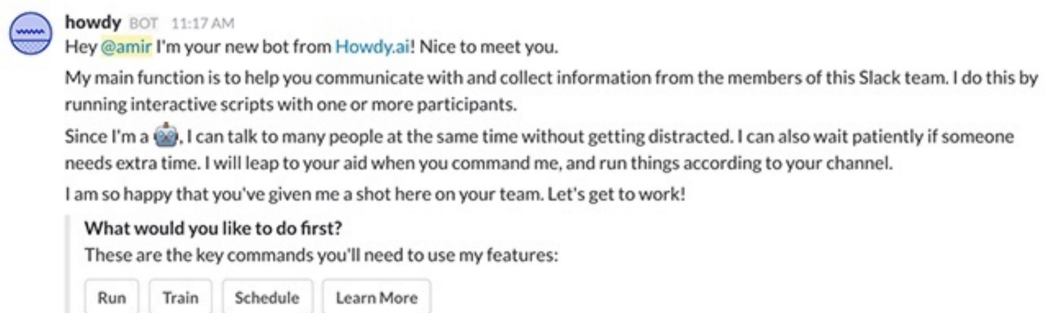 howdy BOT 11:17 AM
Hey @amir I'm your new bot from Howdy.ai! Nice to meet you.
My main function is to help you communicate with and collect information from the members of this Slack team. I do this by
running interactive scripts with one or more participants.
Since I'm a 🤖, I can talk to many people at the same time without getting distracted. I can also wait patiently if someone
needs extra time. I will leap to your aid when you command me, and run things according to your channel.
I am so happy that you've given me a shot here on your team. Let's get to work!
What would you like to do first?
These are the key commands you'll need to use my features:
Run Train Schedule Learn More